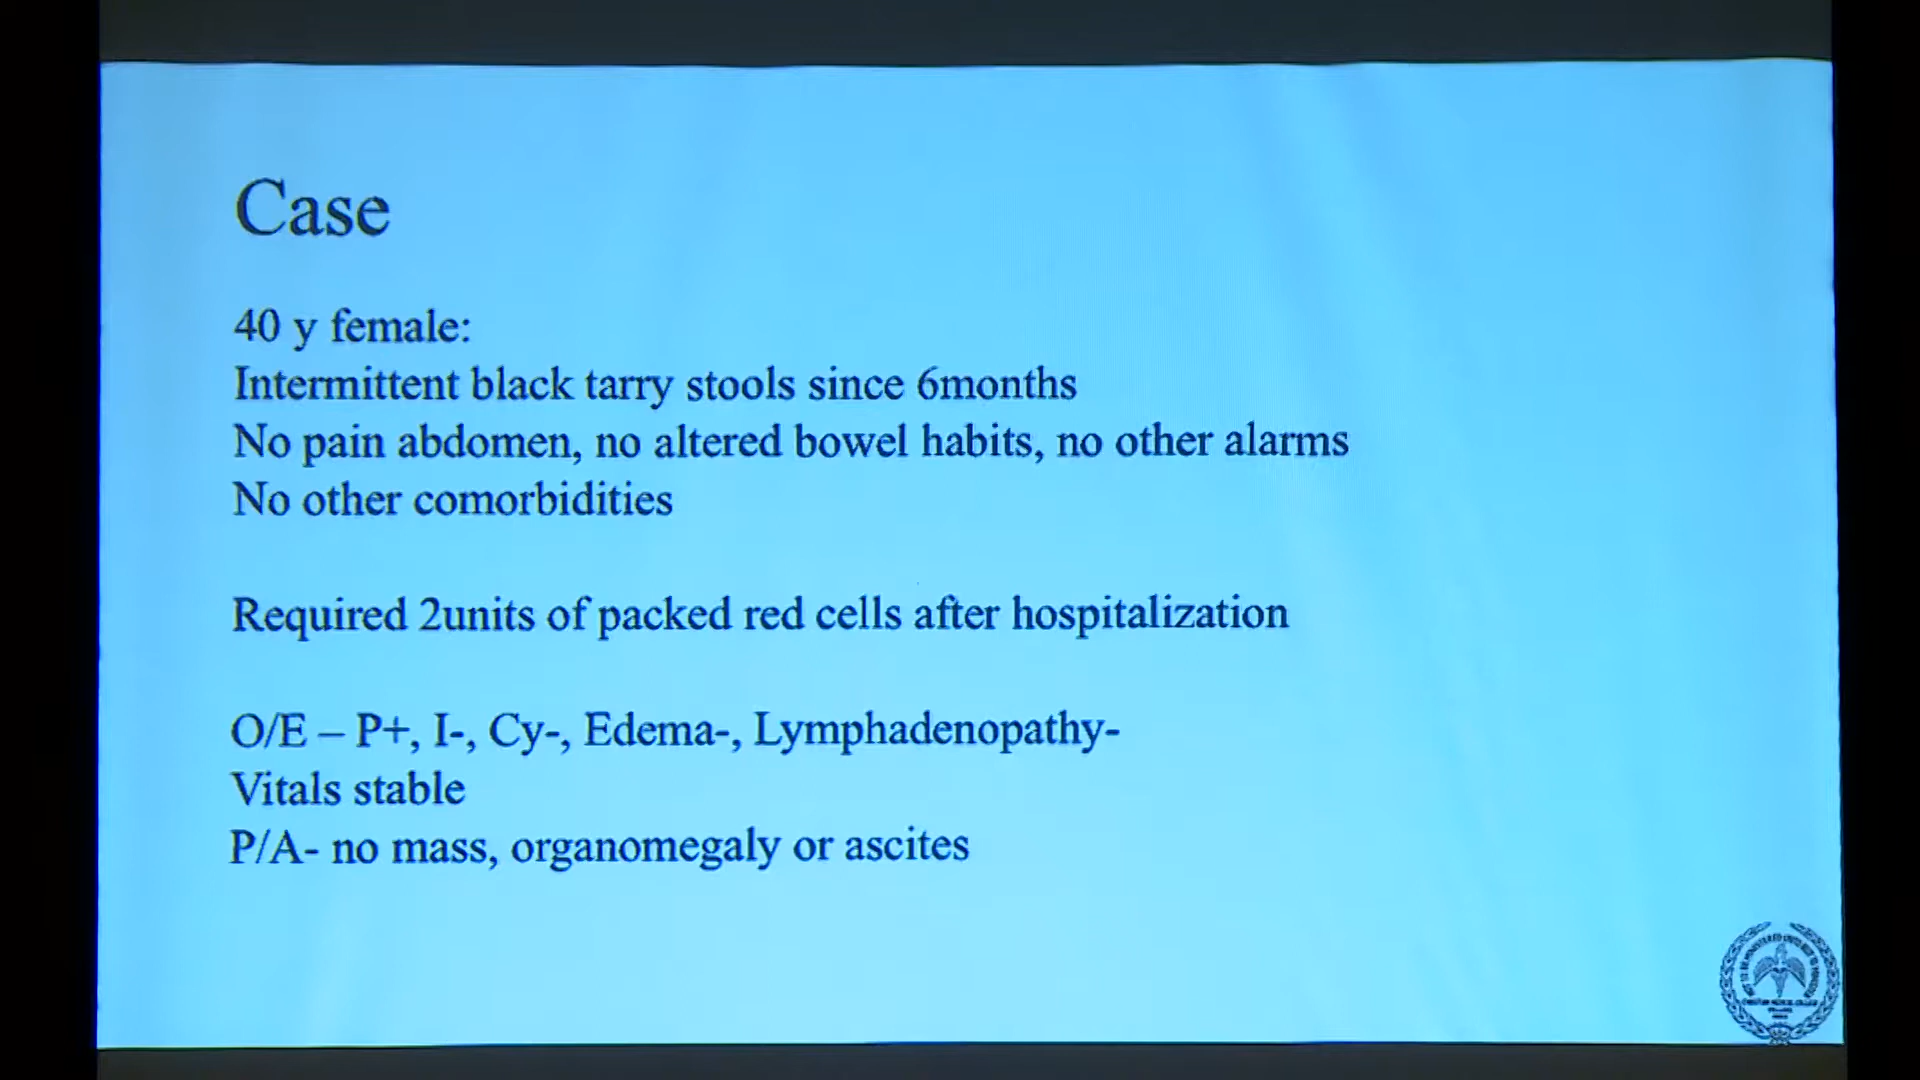 Case
40 y female:
Intermittent black tarry stools since 6months
No pain abdomen, no altered bowel habits, no other alarms
No other comorbidities
Required 2units of packed red cells after hospitalization
O/E – P+, I-, Cy-, Edema-, Lymphadenopathy-
Vitals stable
P/A- no mass, organomegaly or ascites